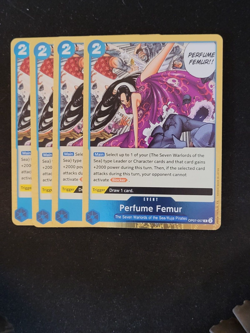 2
2
2
2
PERFUME
FEMUR!!
Main Select up to 1 of your [The Seven Warlords of the
Sea] type Leader or Character cards and that card gains
+2000 power during this turn. Then, if the selected card
attacks during this turn, your opponent cannot
activate [Blocker].
Trigger Draw 1 card.
EVENT
Perfume Femur
The Seven Warlords of the Sea/Kuja Pirates